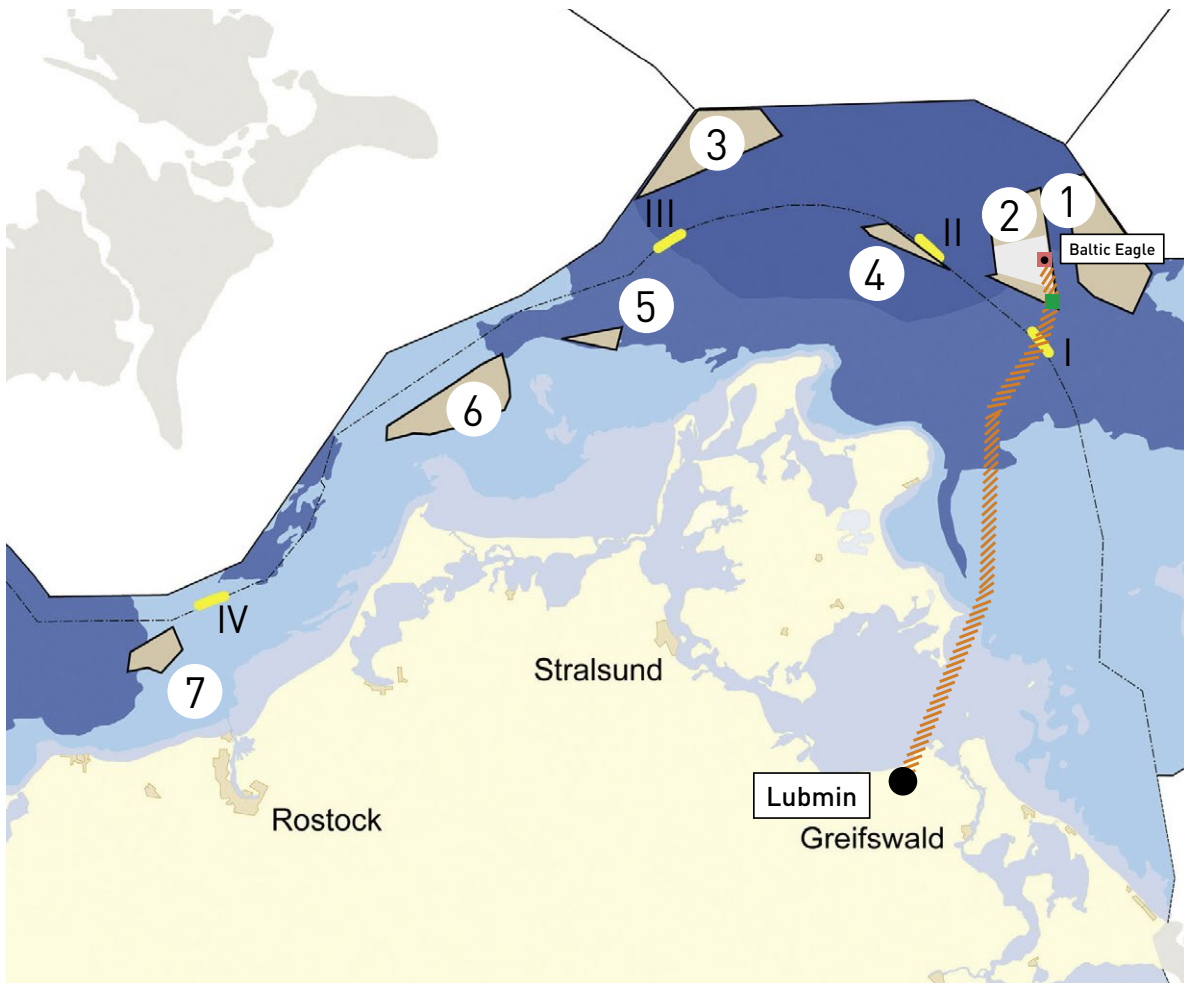 3
1
2
III
II
Baltic Eagle
4
5
I
6
IV
Stralsund
7
Lubmin
Rostock
Greifswald